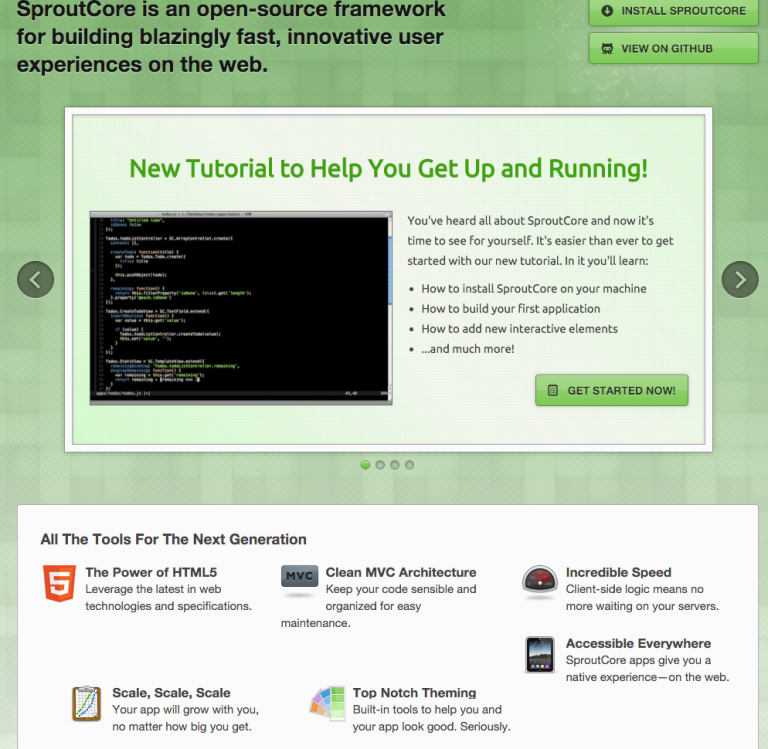 SproutCore is an open-source framework
for building blazingly fast, innovative user
experiences on the web.
INSTALL SPROUTCORE
VIEW ON GITHUB
New Tutorial to Help You Get Up and Running!
You've heard all about SproutCore and now it's
time to see for yourself. It's easier than ever to get
started with our new tutorial. In it you'll learn:
• How to install SproutCore on your machine
• How to build your first application
• How to add new interactive elements
• ...and much more!
GET STARTED NOW!
All The Tools For The Next Generation
The Power of HTML5
Leverage the latest in web
technologies and specifications.
MVC
Clean MVC Architecture
Keep your code sensible and
organized for easy
maintenance.
Incredible Speed
Client-side logic means no
more waiting on your servers.
Accessible Everywhere
SproutCore apps give you a
native experience—on the web.
Scale, Scale, Scale
Your app will grow with you,
no matter how big you get.
Top Notch Theming
Built-in tools to help you and
your app look good. Seriously.